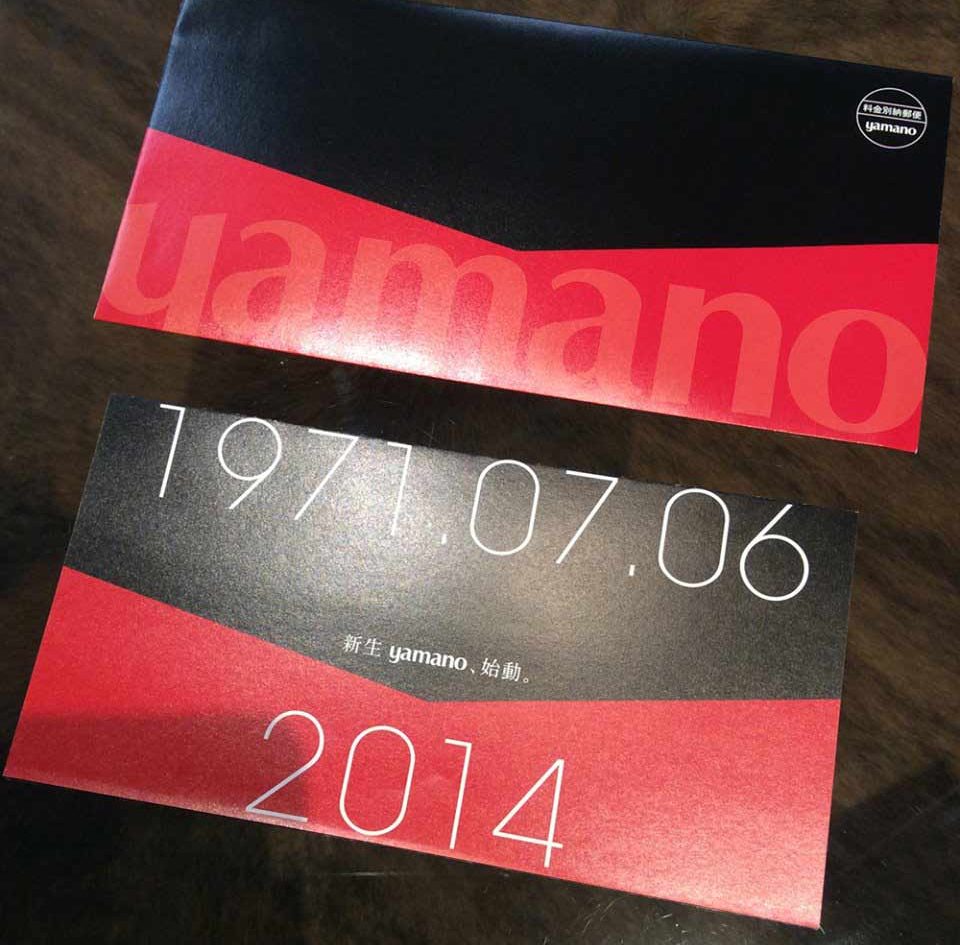 料金別納郵便
yamano
yamano
1971.07.06
新生 yamano、始動。
2014